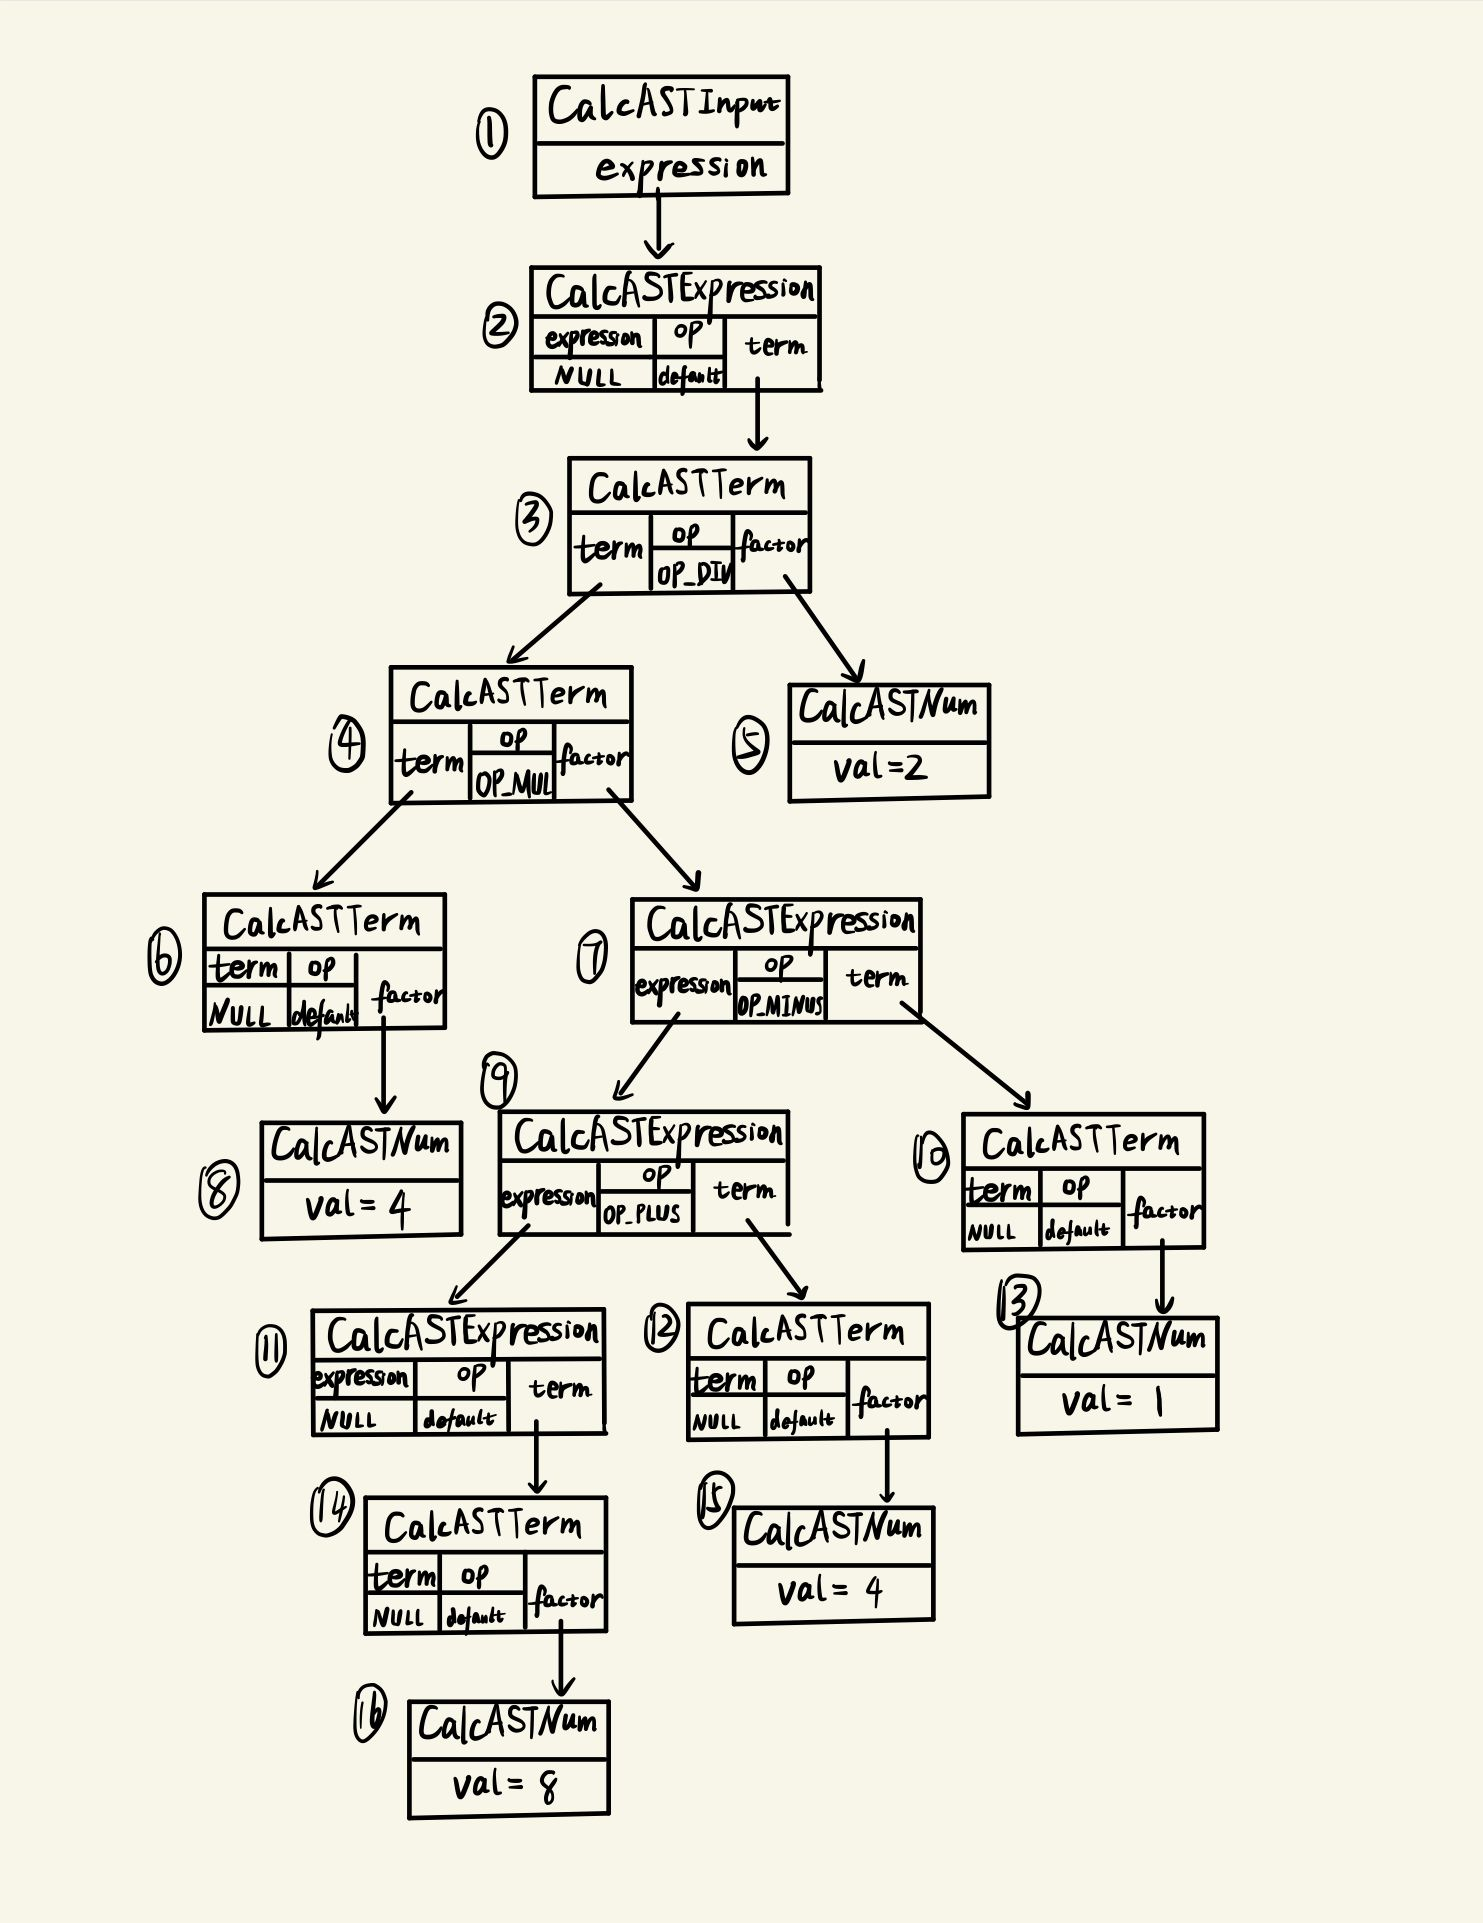 ① CalcASTInput
expression
② CalcASTExpression
expression op term
NULL default
③ CalcASTTerm
term op factor
OP_DIV
④ CalcASTTerm
term op factor
OP_MUL
⑤ CalcASTNum
val=2
⑥ CalcASTTerm
term op factor
NULL default
⑦ CalcASTExpression
expression op term
OP_MINUS
⑧ CalcASTNum
val= 4
⑨ CalcASTExpression
expression op term
OP_PLUS
⑩ CalcASTTerm
term op factor
NULL default
⑪ CalcASTExpression
expression op term
NULL default
⑫ CalcASTTerm
term op factor
NULL default
⑬ CalcASTNum
val= 1
⑭ CalcASTTerm
term op factor
NULL default
⑮ CalcASTNum
val= 4
⑯ CalcASTNum
val= 8